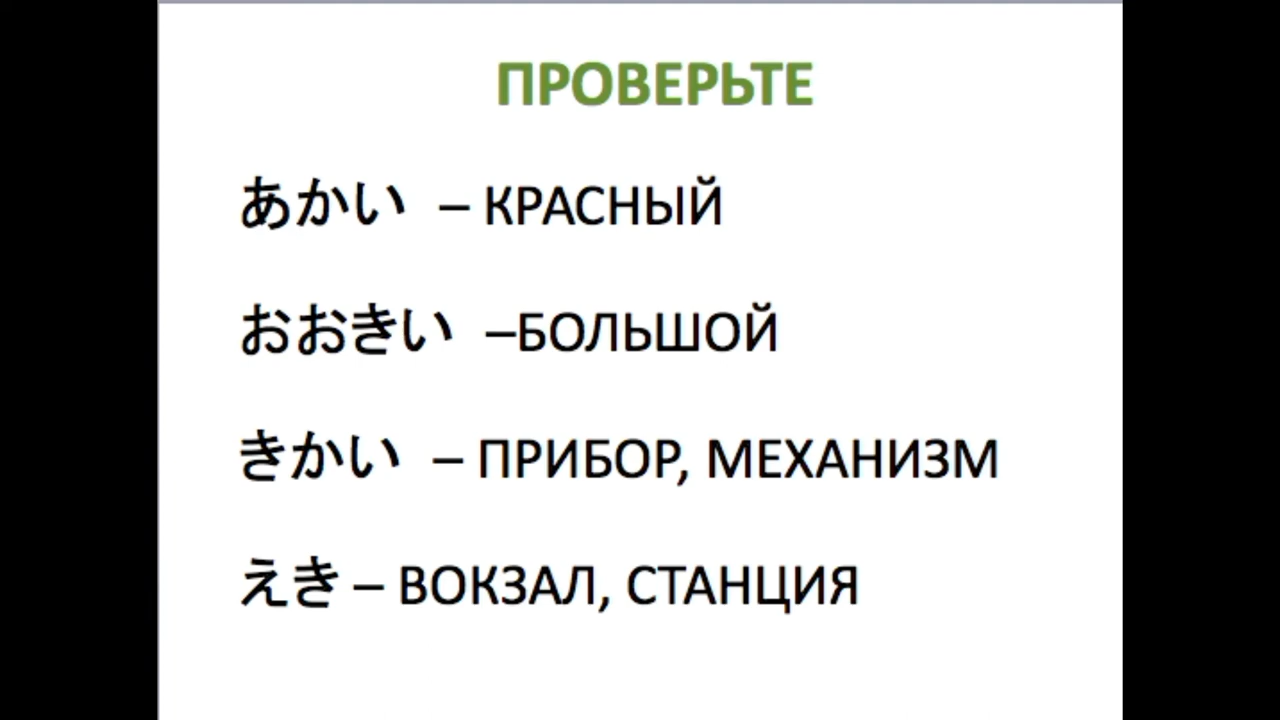 ПРОВЕРЬТЕ
あかい – КРАСНЫЙ
おおきい –БОЛЬШОЙ
きかい – ПРИБОР, МЕХАНИЗМ
えき – ВОКЗАЛ, СТАНЦИЯ